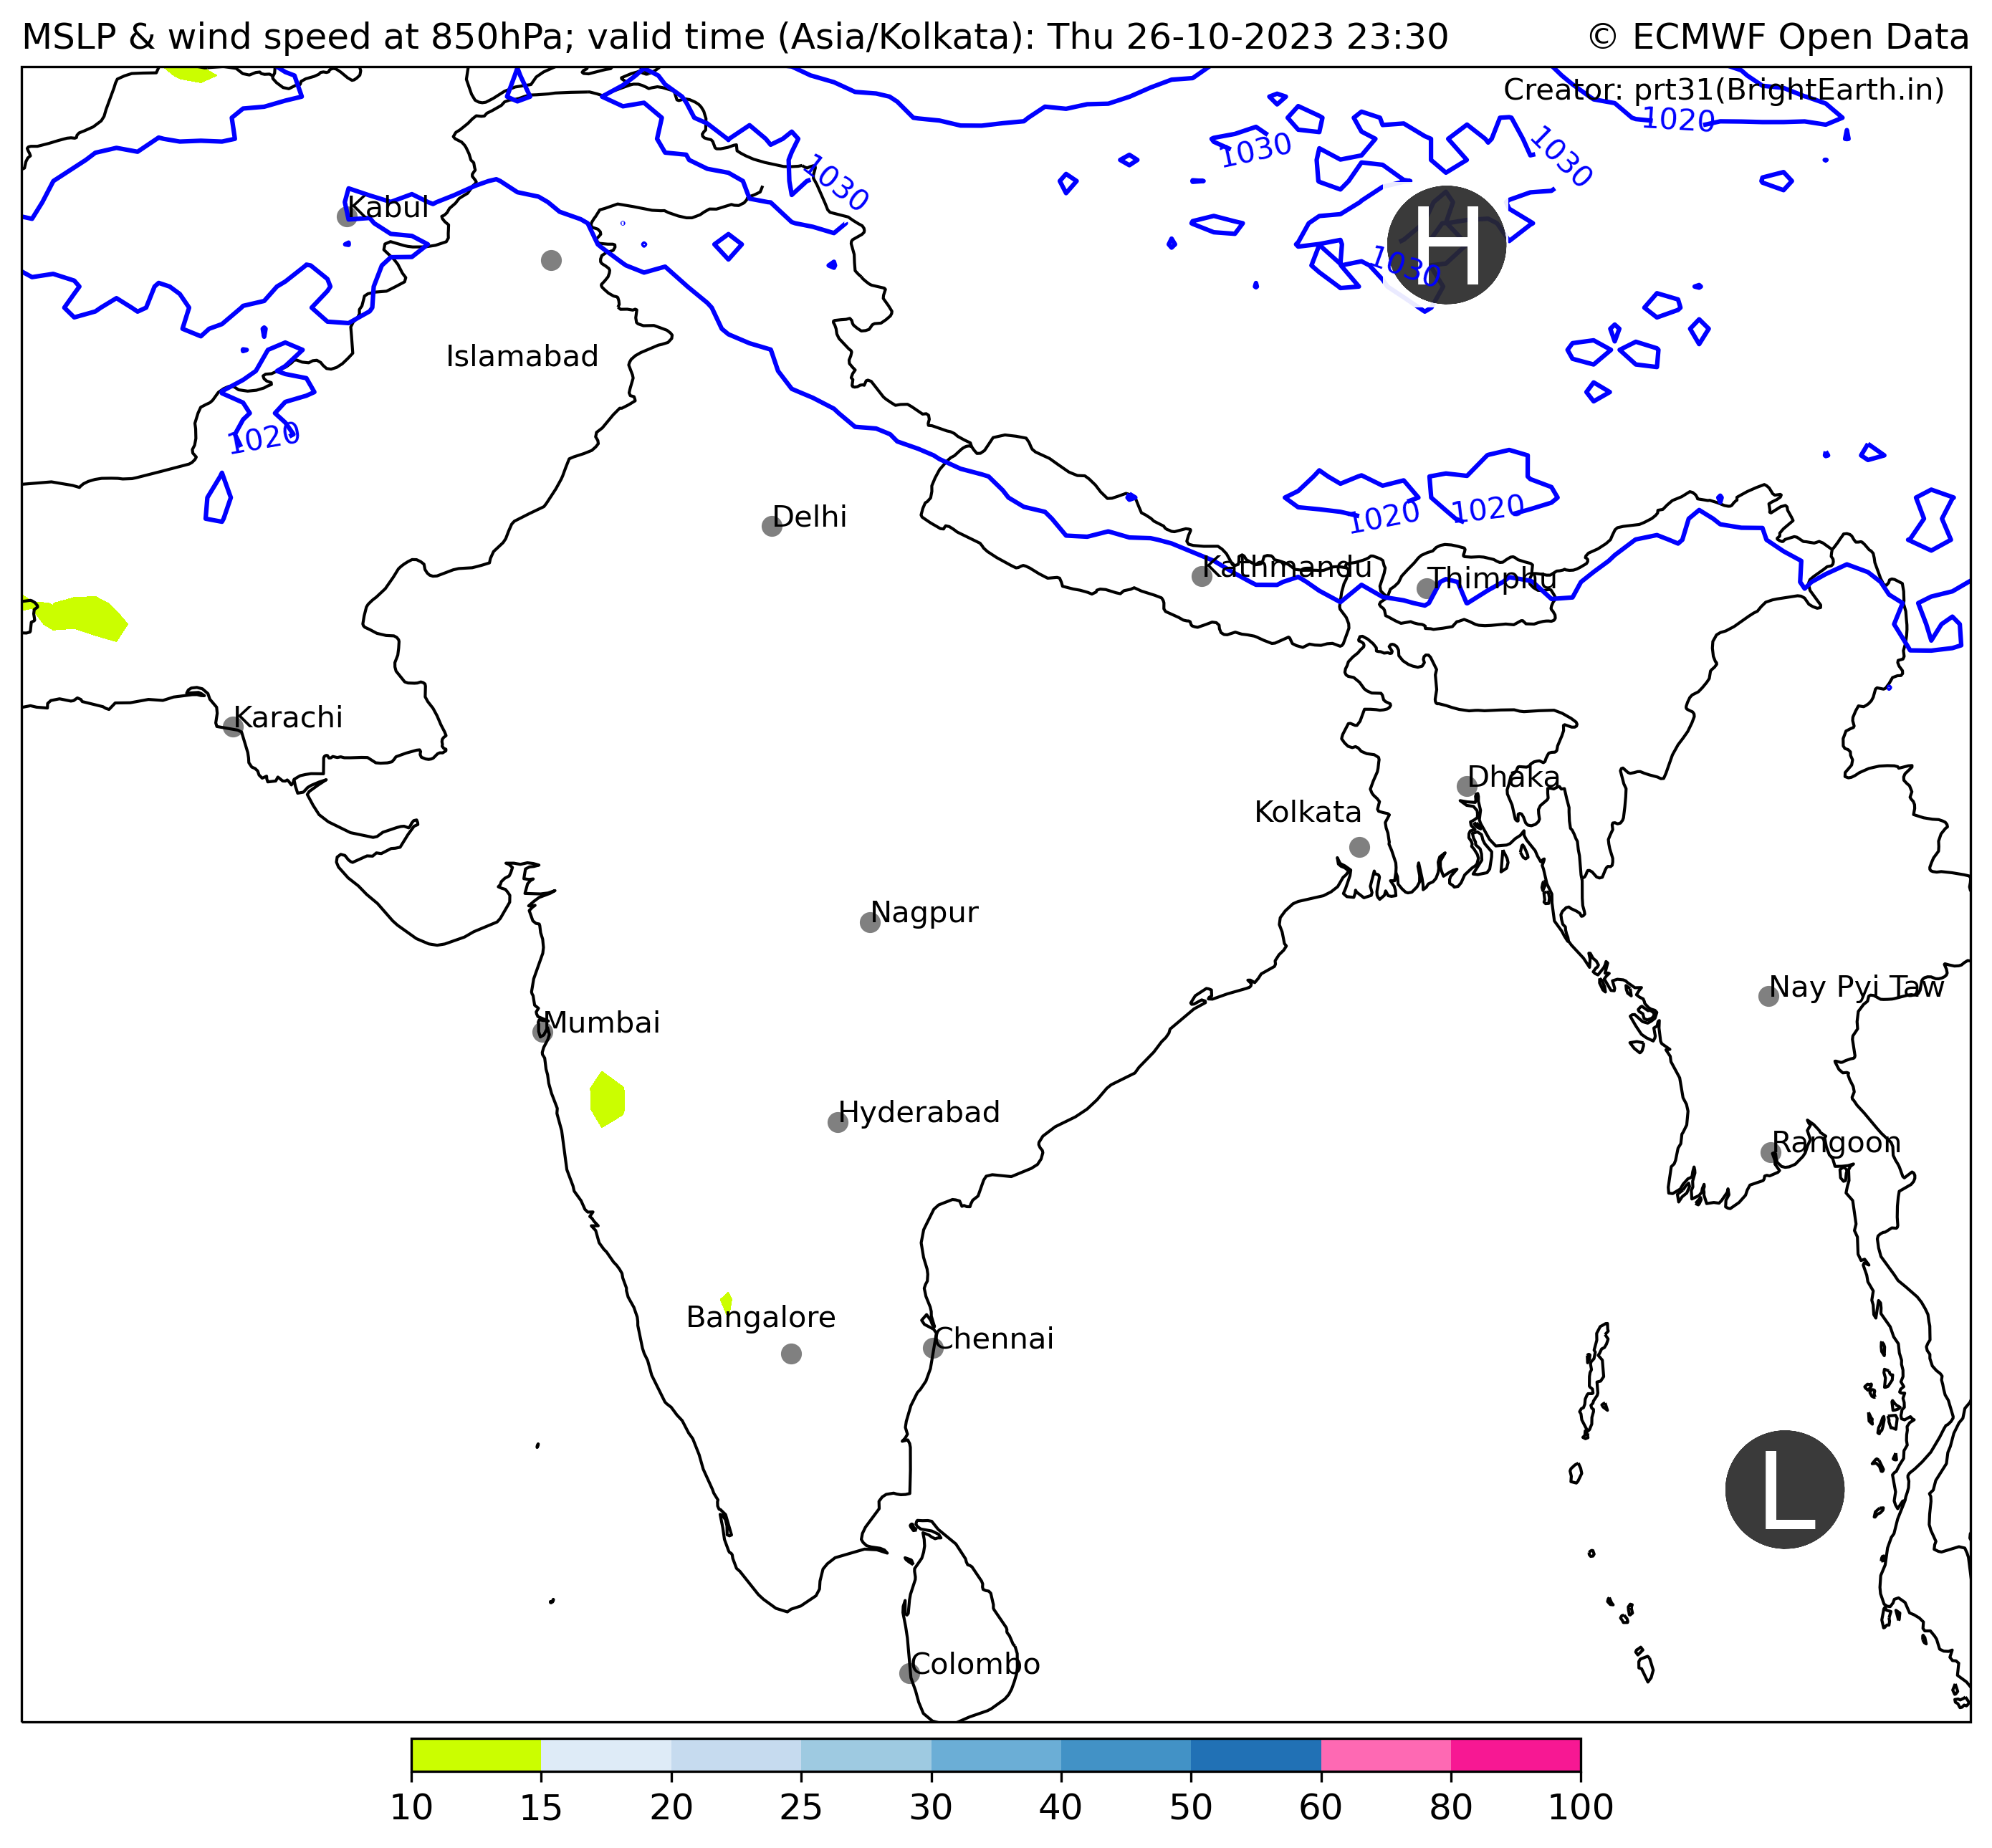 MSLP & wind speed at 850hPa; valid time (Asia/Kolkata): Thu 26-10-2023 23:30
© ECMWF Open Data
Creator: prt31(BrightEarth.in)
1020
1030
1030
1030
Kabul
H
1030
Islamabad
1020
Delhi
1020
1020
Kathmandu
Thimphu
Karachi
Dhaka
Kolkata
Nagpur
Nay Pyi Taw
Mumbai
Hyderabad
Rangoon
Bangalore
Chennai
L
Colombo
10 15 20 25 30 40 50 60 80 100